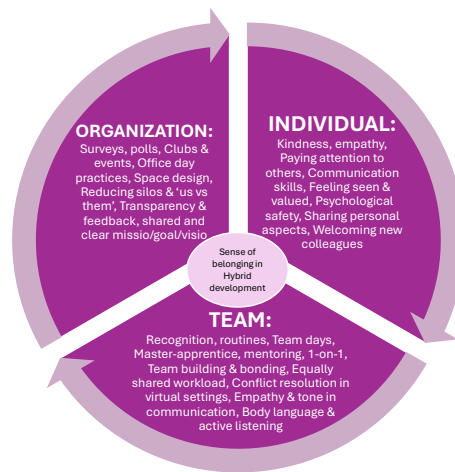 ORGANIZATION:
Surveys, polls, Clubs &
events, Office day
practices, Space design,
Reducing silos & ‘us vs
them’, Transparency &
feedback, shared and
clear missio/goal/visio
INDIVIDUAL:
Kindness, empathy,
Paying attention to
others, Communication
skills, Feeling seen &
valued, Psychological
safety, Sharing personal
aspects, Welcoming new
colleagues
Sense of
belonging in
Hybrid
development
TEAM:
Recognition, routines, Team days,
Master-apprentice, mentoring, 1-on-1,
Team building & bonding, Equally
shared workload, Conflict resolution in
virtual settings, Empathy & tone in
communication, Body language &
active listening